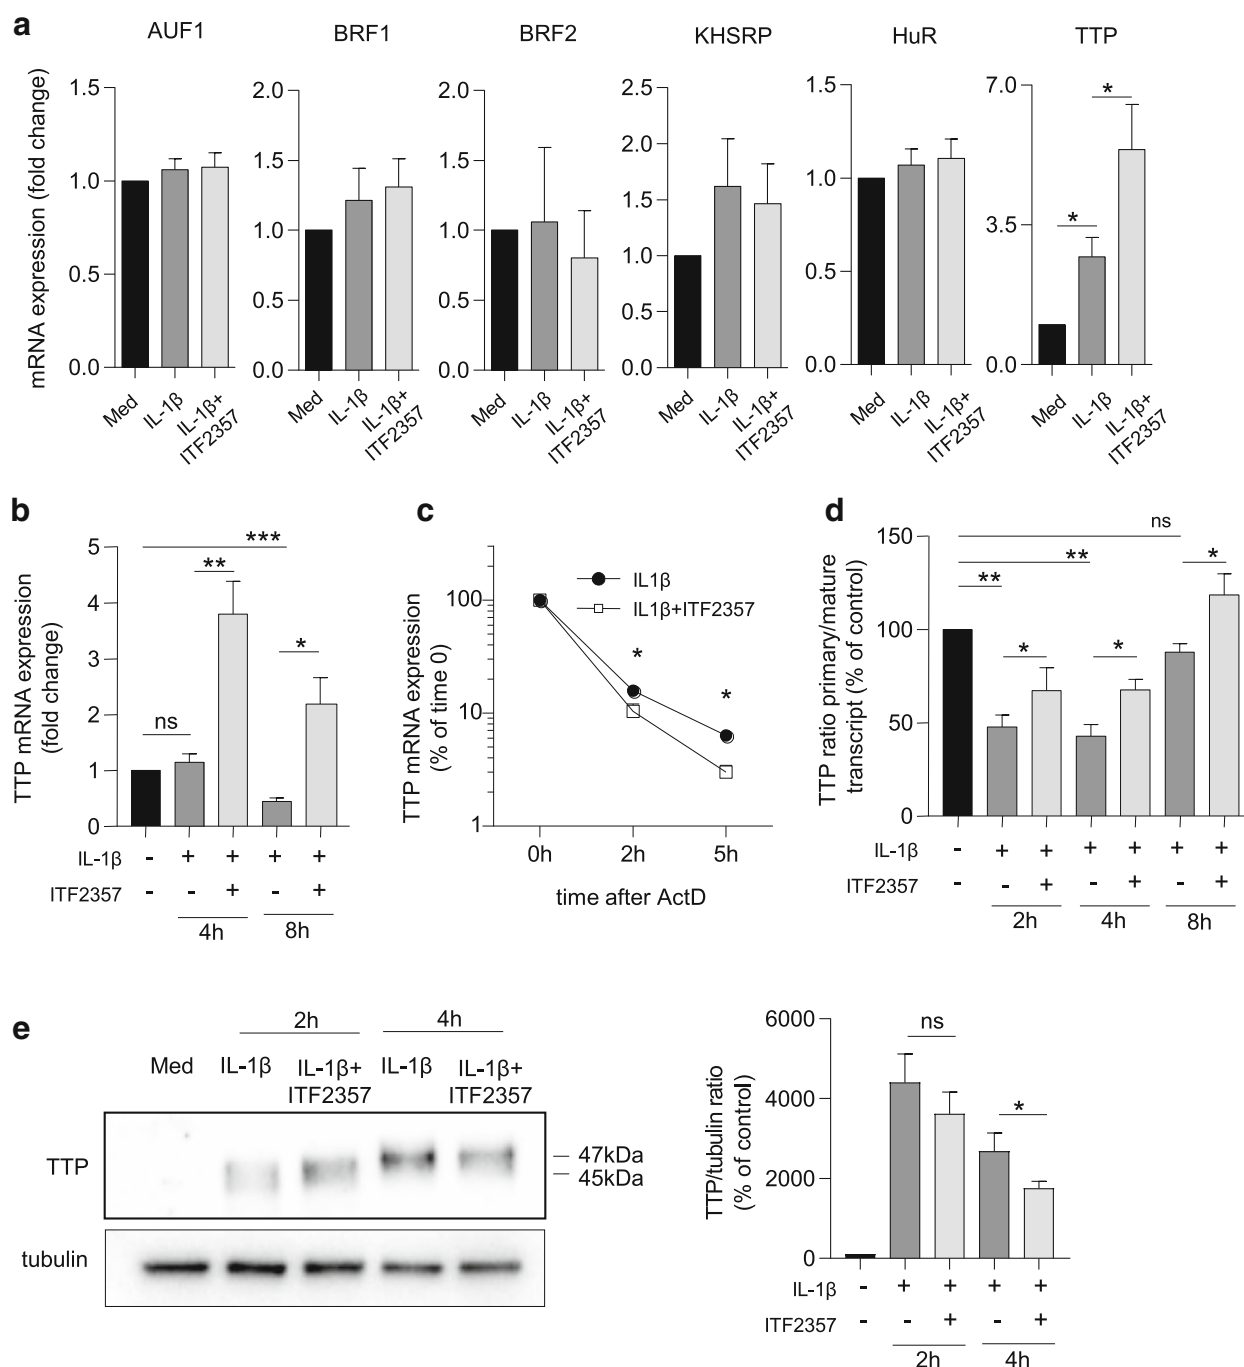 a
AUF1 BRF1 BRF2 KHSRP HuR TTP
mRNA expression (fold change)
1.5 1.0 0.5 0.0
2.0 1.5 1.0 0.5 0.0
2.0 1.5 1.0 0.5 0.0
2.5 2.0 1.5 1.0 0.5 0.0
1.5 1.0 0.5 0.0
7.0 3.5 0.0
* *
Med IL-1β IL-1β+ ITF2357
Med IL-1β IL-1β+ ITF2357
Med IL-1β IL-1β+ ITF2357
Med IL-1β IL-1β+ ITF2357
Med IL-1β IL-1β+ ITF2357
Med IL-1β IL-1β+ ITF2357
b
TTP mRNA expression
(fold change)
5
4
3
2
1
0
***
**
*
ns
IL-1β - + + + +
ITF2357 - - + - +
4h 8h
c
TTP mRNA expression
(% of time 0)
100
10
1
IL1β
IL1β+ITF2357
*
*
0h 2h 5h
time after ActD
d
TTP ratio primary/mature
transcript (% of control)
150
100
50
0
ns
**
*
**
*
*
IL-1β - + + + + + +
ITF2357 - - + - + - +
2h 4h 8h
e
2h 4h
Med IL-1β IL-1β+ IL-1β IL-1β+
ITF2357 ITF2357
TTP
47kDa
45kDa
tubulin
TTP/tubulin ratio
(% of control)
6000
4000
2000
0
ns
*
IL-1β - + + + +
ITF2357 - - + - +
2h 4h